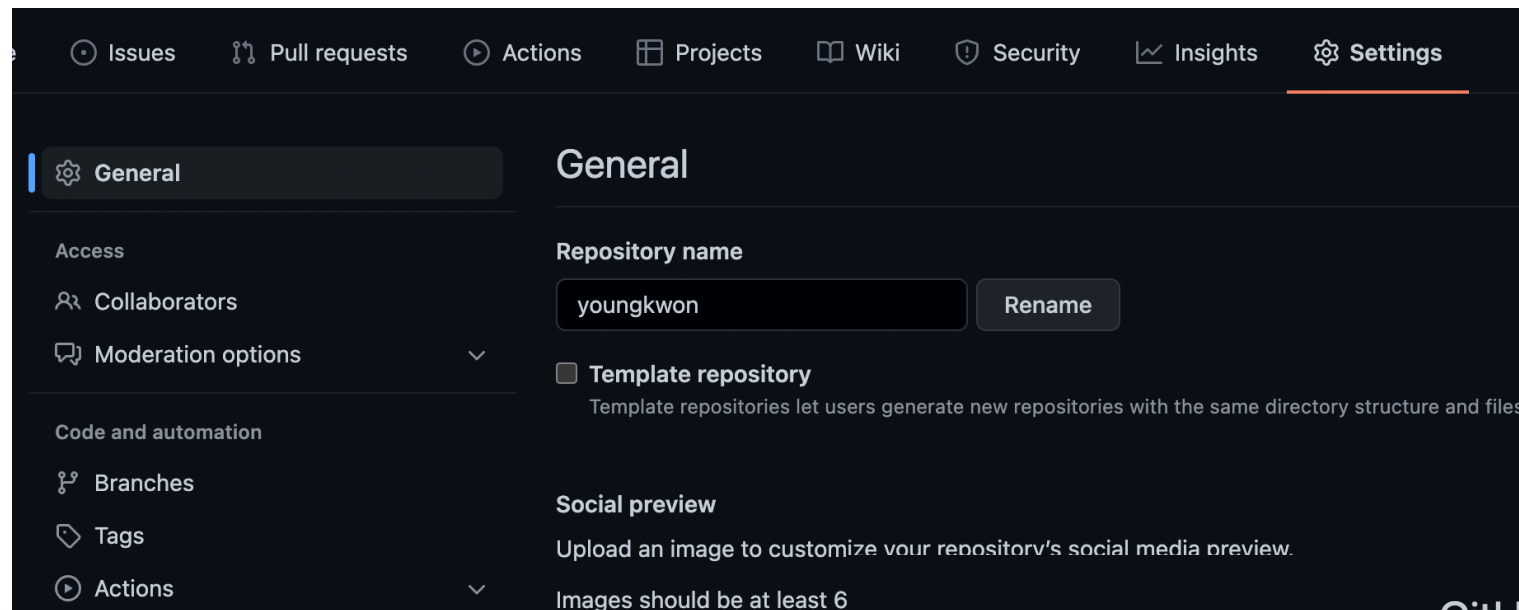 Issues Pull requests Actions Projects Wiki Security Insights Settings
General
General
Access
Repository name
Collaborators
youngkwon Rename
Moderation options
Template repository
Template repositories let users generate new repositories with the same directory structure and files
Code and automation
Branches
Social preview
Tags
Upload an image to customize your repository's social media preview.
Actions
Images should be at least 6